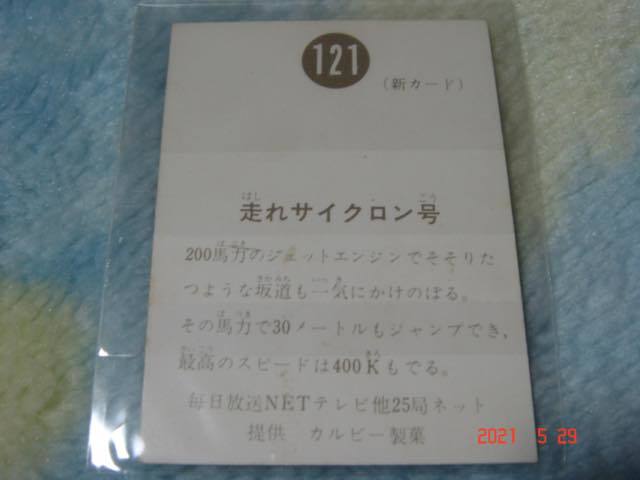 121
(新カード)
走れサイクロン号
200馬力のジェットエンジンでそそりた
つような坂道も一気にかけのぼる。
その馬力で30メートルもジャンプでき,
最高のスピードは400Kもでる。
毎日放送NETテレビ他25局ネット
提供 カルビー製菓
2021 5 29